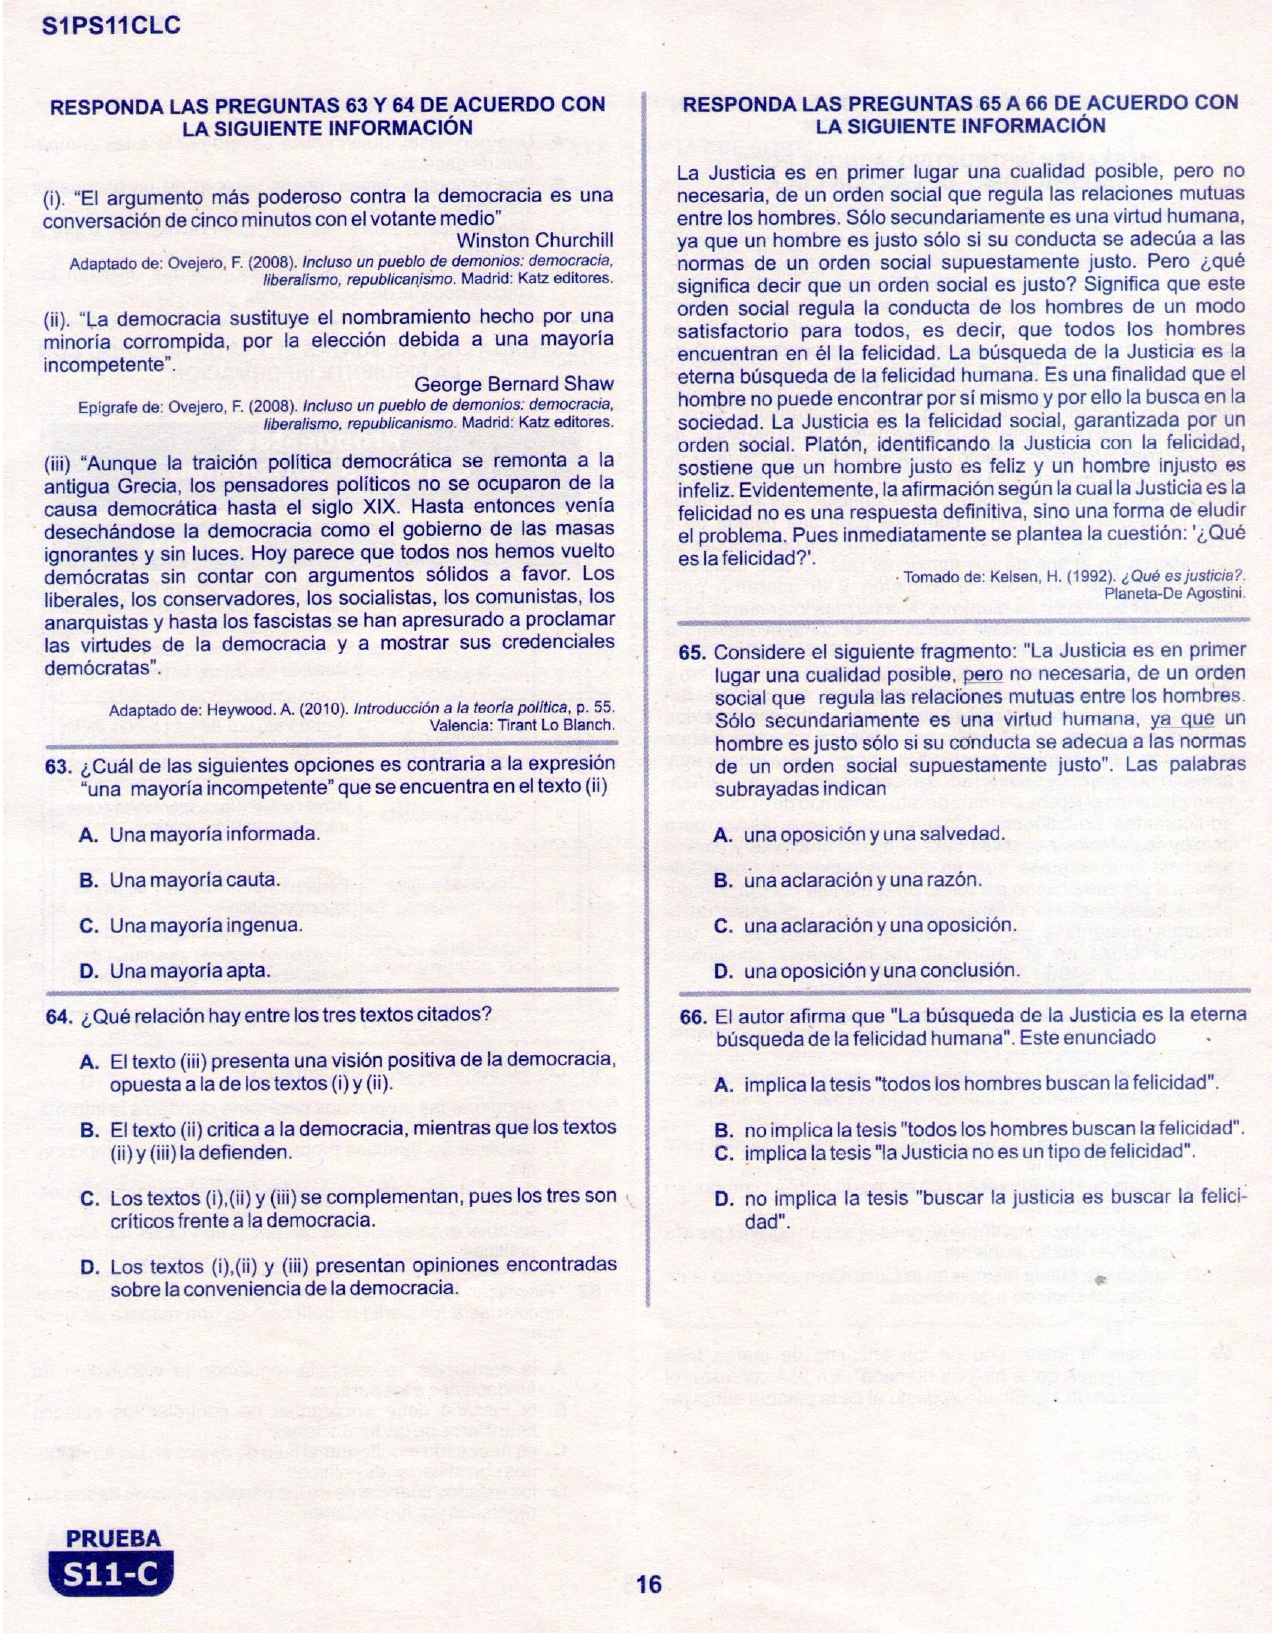 S1PS11CLC
RESPONDA LAS PREGUNTAS 63 Y 64 DE ACUERDO CON
LA SIGUIENTE INFORMACIÓN
(i). “El argumento más poderoso contra la democracia es una
conversación de cinco minutos con el votante medio”
Winston Churchill
Adaptado de: Ovejero, F. (2008). Incluso un pueblo de demonios: democracia,
liberalismo, republicanismo. Madrid: Katz editores.
(ii). “La democracia sustituye el nombramiento hecho por una
minoría corrompida, por la elección debida a una mayoría
incompetente”.
George Bernard Shaw
Epígrafe de: Ovejero, F. (2008). Incluso un pueblo de demonios: democracia,
liberalismo, republicanismo. Madrid: Katz editores.
(iii) “Aunque la traición política democrática se remonta a la
antigua Grecia, los pensadores políticos no se ocuparon de la
causa democrática hasta el siglo XIX. Hasta entonces venía
desechándose la democracia como el gobierno de las masas
ignorantes y sin luces. Hoy parece que todos nos hemos vuelto
demócratas sin contar con argumentos sólidos a favor. Los
liberales, los conservadores, los socialistas, los comunistas, los
anarquistas y hasta los fascistas se han apresurado a proclamar
las virtudes de la democracia y a mostrar sus credenciales
demócratas”.
Adaptado de: Heywood. A. (2010). Introducción a la teoría política, p. 55.
Valencia: Tirant Lo Blanch.
63. ¿Cuál de las siguientes opciones es contraria a la expresión
“una mayoría incompetente” que se encuentra en el texto (ii)
A. Una mayoría informada.
B. Una mayoría cauta.
C. Una mayoría ingenua.
D. Una mayoría apta.
64. ¿Qué relación hay entre los tres textos citados?
A. El texto (iii) presenta una visión positiva de la democracia,
opuesta a la de los textos (i) y (ii).
B. El texto (ii) critica a la democracia, mientras que los textos
(ii) y (iii) la defienden.
C. Los textos (i),(ii) y (iii) se complementan, pues los tres son
críticos frente a la democracia.
D. Los textos (i),(ii) y (iii) presentan opiniones encontradas
sobre la conveniencia de la democracia.
RESPONDA LAS PREGUNTAS 65 A 66 DE ACUERDO CON
LA SIGUIENTE INFORMACIÓN
La Justicia es en primer lugar una cualidad posible, pero no
necesaria, de un orden social que regula las relaciones mutuas
entre los hombres. Sólo secundariamente es una virtud humana,
ya que un hombre es justo sólo si su conducta se adecúa a las
normas de un orden social supuestamente justo. Pero ¿qué
significa decir que un orden social es justo? Significa que este
orden social regula la conducta de los hombres de un modo
satisfactorio para todos, es decir, que todos los hombres
encuentran en él la felicidad. La búsqueda de la Justicia es la
eterna búsqueda de la felicidad humana. Es una finalidad que el
hombre no puede encontrar por sí mismo y por ello la busca en la
sociedad. La Justicia es la felicidad social, garantizada por un
orden social. Platón, identificando la Justicia con la felicidad,
sostiene que un hombre justo es feliz y un hombre injusto es
infeliz. Evidentemente, la afirmación según la cual la Justicia es la
felicidad no es una respuesta definitiva, sino una forma de eludir
el problema. Pues inmediatamente se plantea la cuestión: '¿Qué
es la felicidad?'.
Tomado de: Kelsen, H. (1992). ¿Qué es justicia?.
Planeta-De Agostini.
65. Considere el siguiente fragmento: "La Justicia es en primer
lugar una cualidad posible, pero no necesaria, de un orden
social que regula las relaciones mutuas entre los hombres.
Sólo secundariamente es una virtud humana, ya que un
hombre es justo sólo si su conducta se adecua a las normas
de un orden social supuestamente justo". Las palabras
subrayadas indican
A. una oposición y una salvedad.
B. una aclaración y una razón.
C. una aclaración y una oposición.
D. una oposición y una conclusión.
66. El autor afirma que "La búsqueda de la Justicia es la eterna
búsqueda de la felicidad humana". Este enunciado
A. implica la tesis "todos los hombres buscan la felicidad".
B. no implica la tesis "todos los hombres buscan la felicidad".
C. implica la tesis "la Justicia no es un tipo de felicidad".
D. no implica la tesis "buscar la justicia es buscar la felici-
dad".
PRUEBA
S11-C
16